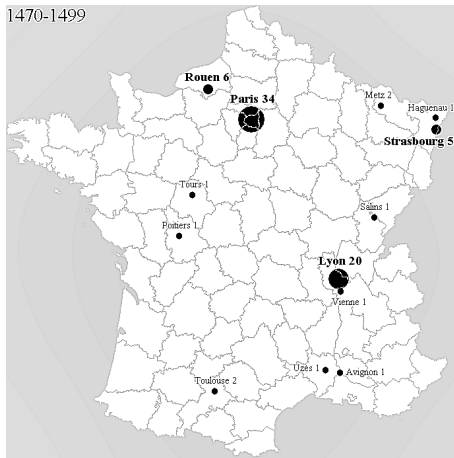 1470-1499
Rouen 6
Paris 34
Metz 2
Haguenau 1
Strasbourg 5
Tours 1
Salins 1
Poitiers 1
Lyon 20
Vienne 1
Uzès 1
Avignon 1
Toulouse 2